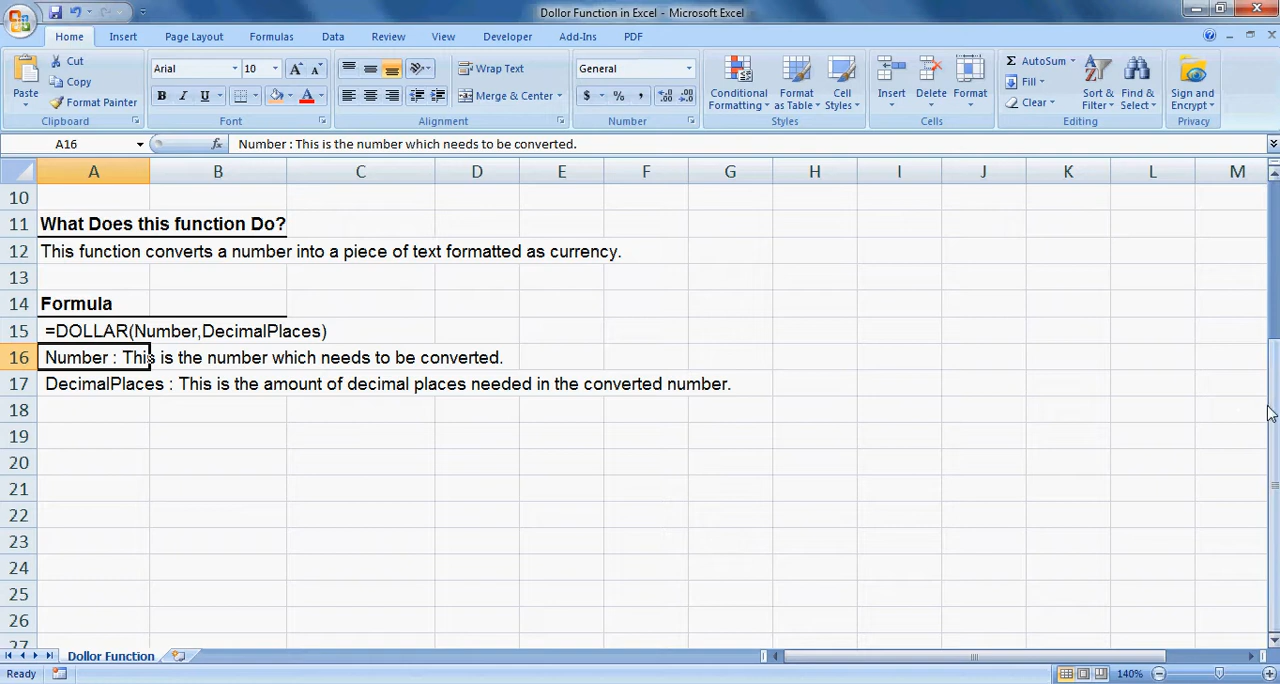 Dollor Function in Excel - Microsoft Excel
Home Insert Page Layout Formulas Data Review View Developer Add-Ins PDF
Paste
Cut
Copy
Format Painter
Clipboard
Arial 10
A A
B I U A
Font
Wrap Text
Merge & Center
Alignment
General
$ % ,
Number
Conditional Formatting
Format as Table
Cell Styles
Styles
Insert Delete Format
Cells
Σ AutoSum
Fill
Clear
Sort & Filter
Find & Select
Editing
Sign and Encrypt
Privacy
A16 fx Number : This is the number which needs to be converted.
A B C D E F G H I J K L M
10
11 What Does this function Do?
12 This function converts a number into a piece of text formatted as currency.
13
14 Formula
15 =DOLLAR(Number,DecimalPlaces)
16 Number : This is the number which needs to be converted.
17 DecimalPlaces : This is the amount of decimal places needed in the converted number.
18
19
20
21
22
23
24
25
26
27
Dollor Function
Ready 140%